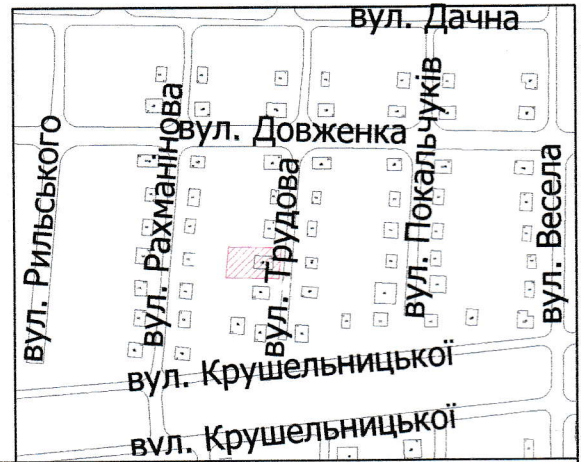 вул. Дачна
вул. Довженка
вул. Рильського
вул. Рахманінова
вул. Трудова
вул. Покальчуків
вул. Весела
вул. Крушельницької
вул. Крушельницької